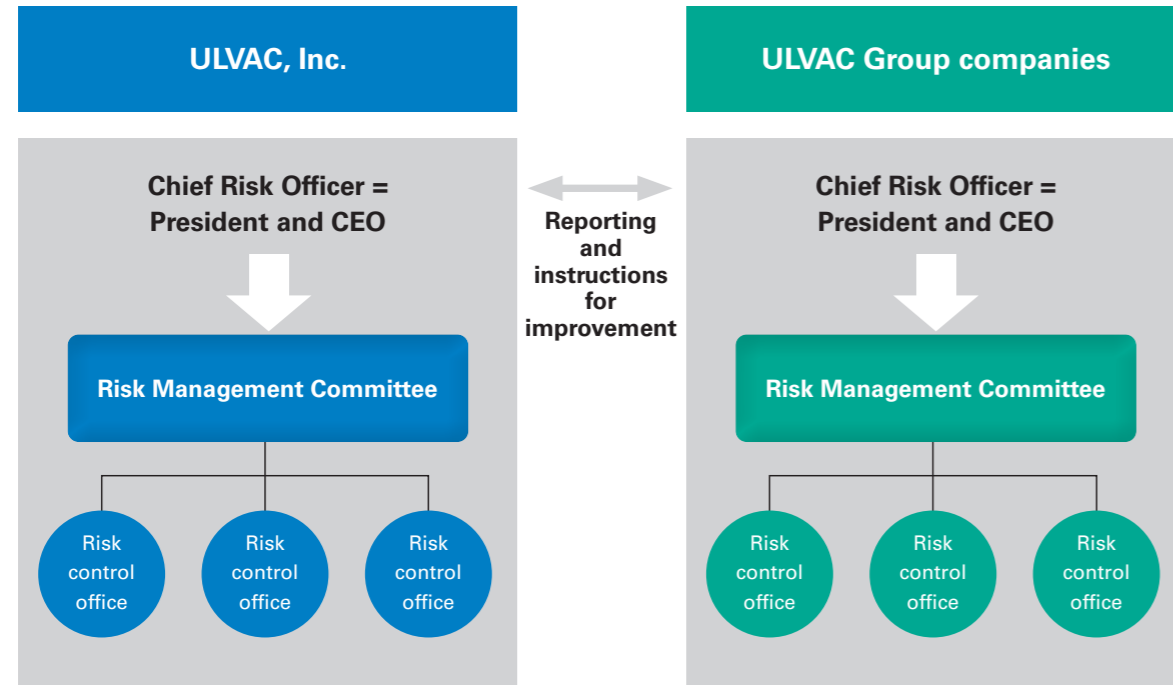 ULVAC, Inc.
ULVAC Group companies
Chief Risk Officer =
President and CEO
Reporting
and
instructions
for
improvement
Chief Risk Officer =
President and CEO
Risk Management Committee
Risk Management Committee
Risk
control
office
Risk
control
office
Risk
control
office
Risk
control
office
Risk
control
office
Risk
control
office